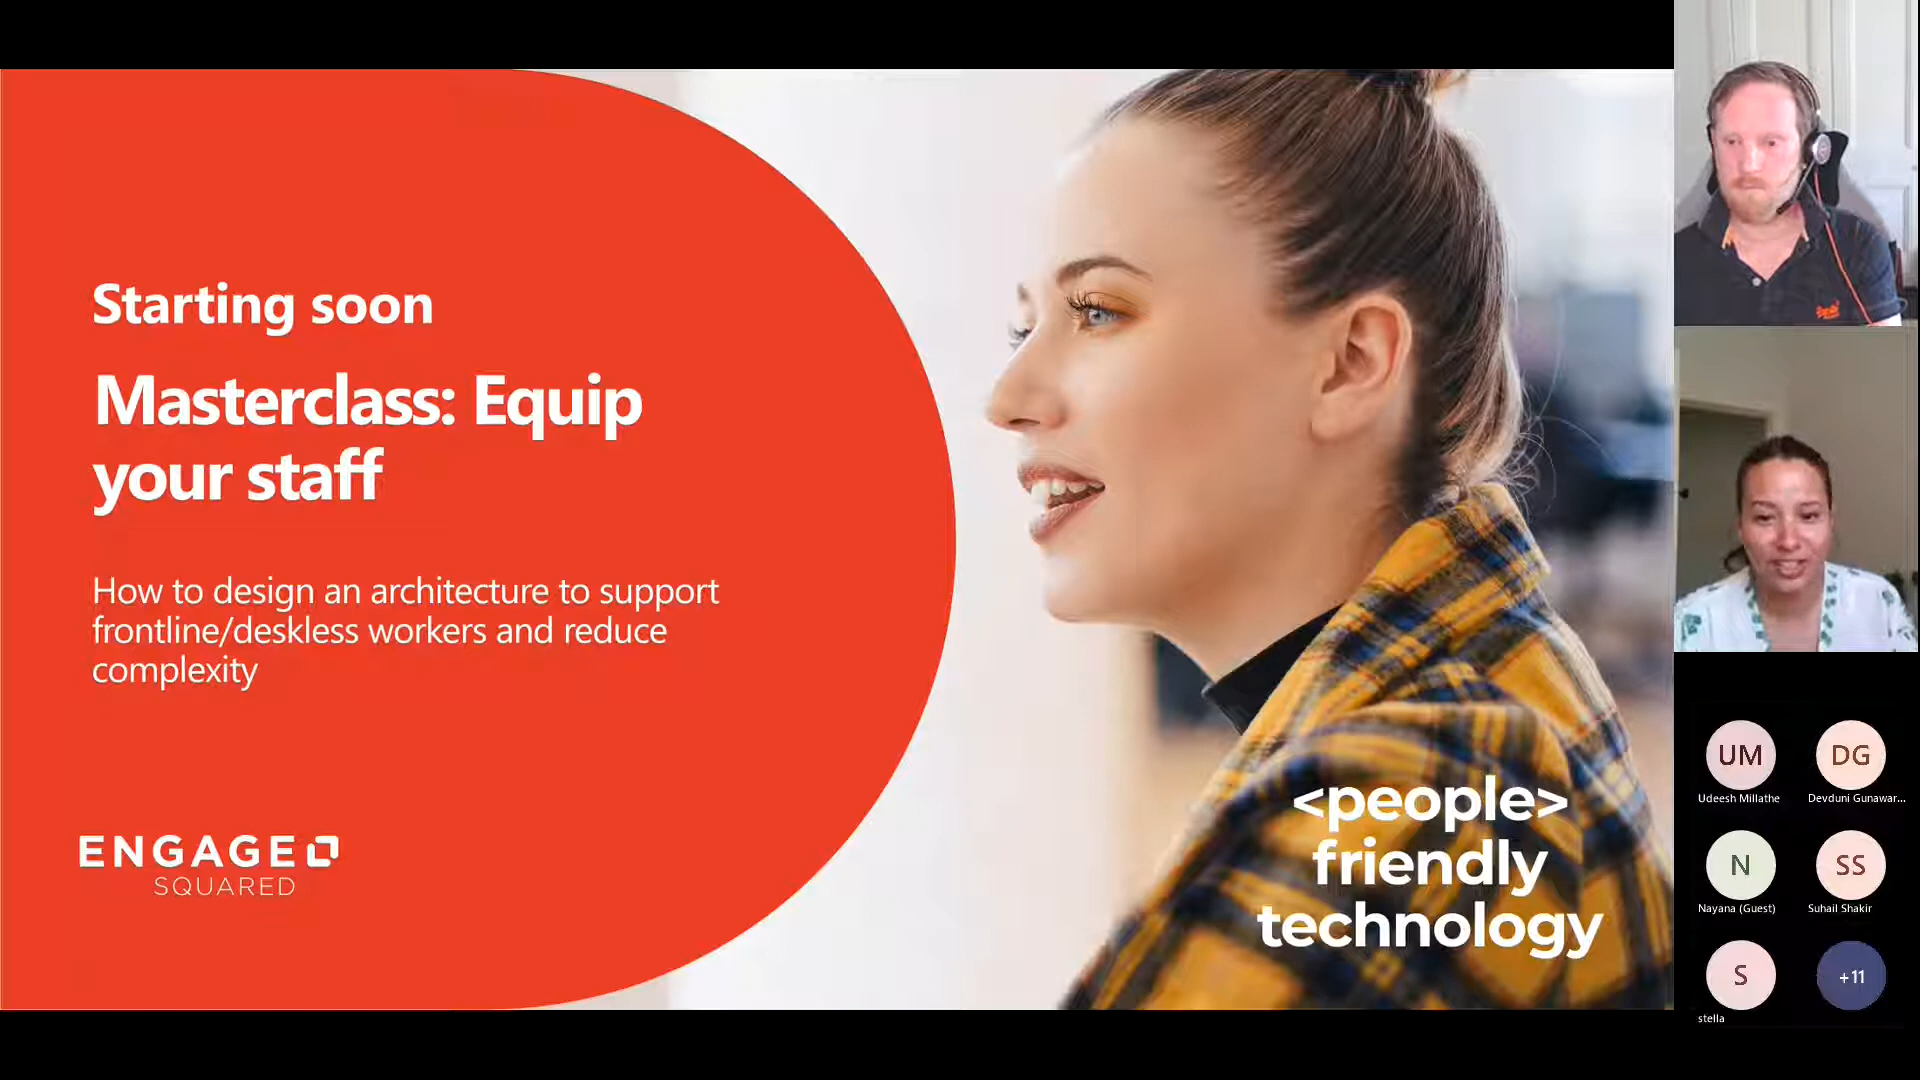 Starting soon
Masterclass: Equip
your staff
How to design an architecture to support
frontline/deskless workers and reduce
complexity
ENGAGE
SQUARED
<people>
friendly
technology
UM
Udeesh Millathe
DG
Devduni Gunawar...
N
Nayana (Guest)
SS
Suhail Shakir
S
stella
+11